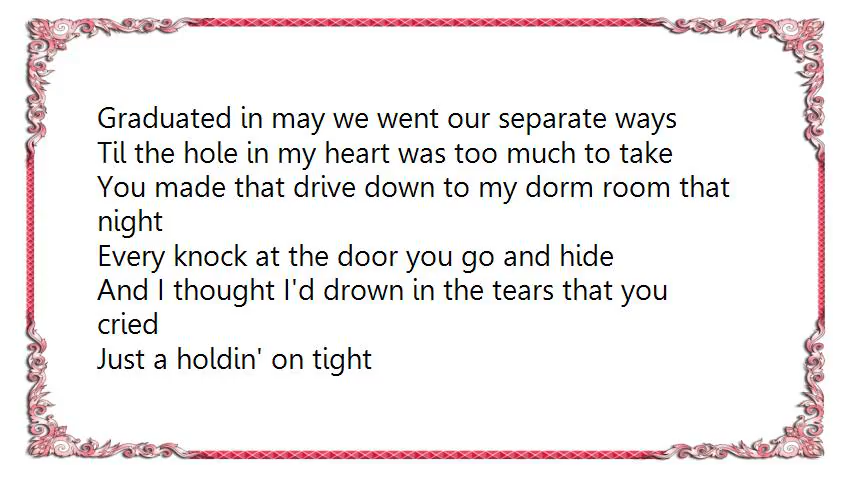 Graduated in may we went our separate ways
Til the hole in my heart was too much to take
You made that drive down to my dorm room that
night
Every knock at the door you go and hide
And I thought I'd drown in the tears that you
cried
Just a holdin' on tight